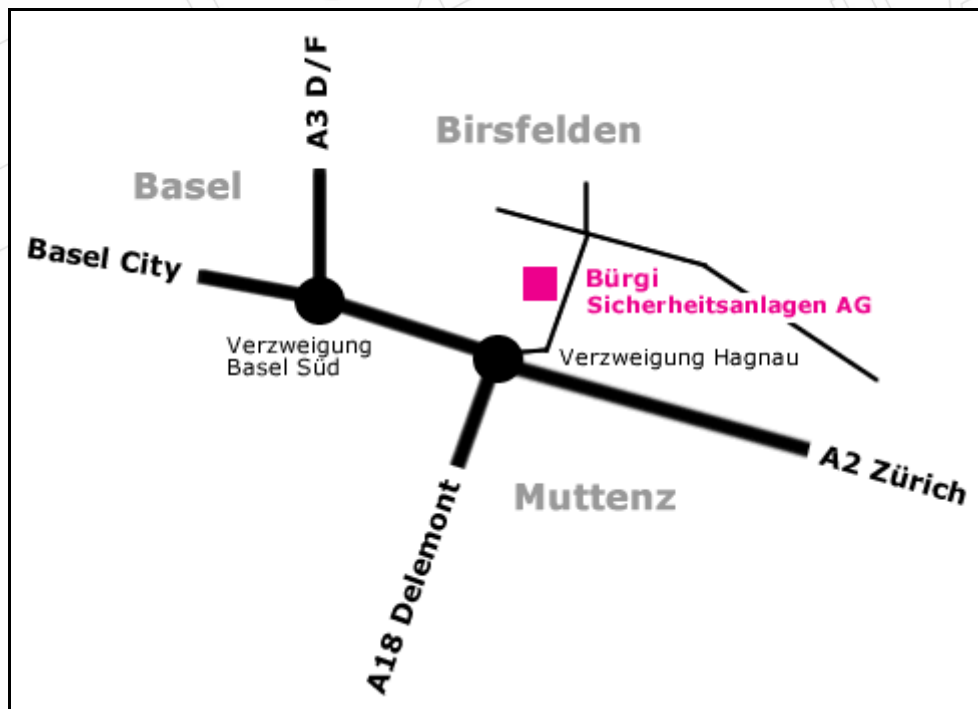 A3 D/F
Birsfelden
Basel
Basel City
Bürgi
Sicherheitsanlagen AG
Verzweigung
Basel Süd
Verzweigung Hagnau
A2 Zürich
Muttenz
A18 Delemont